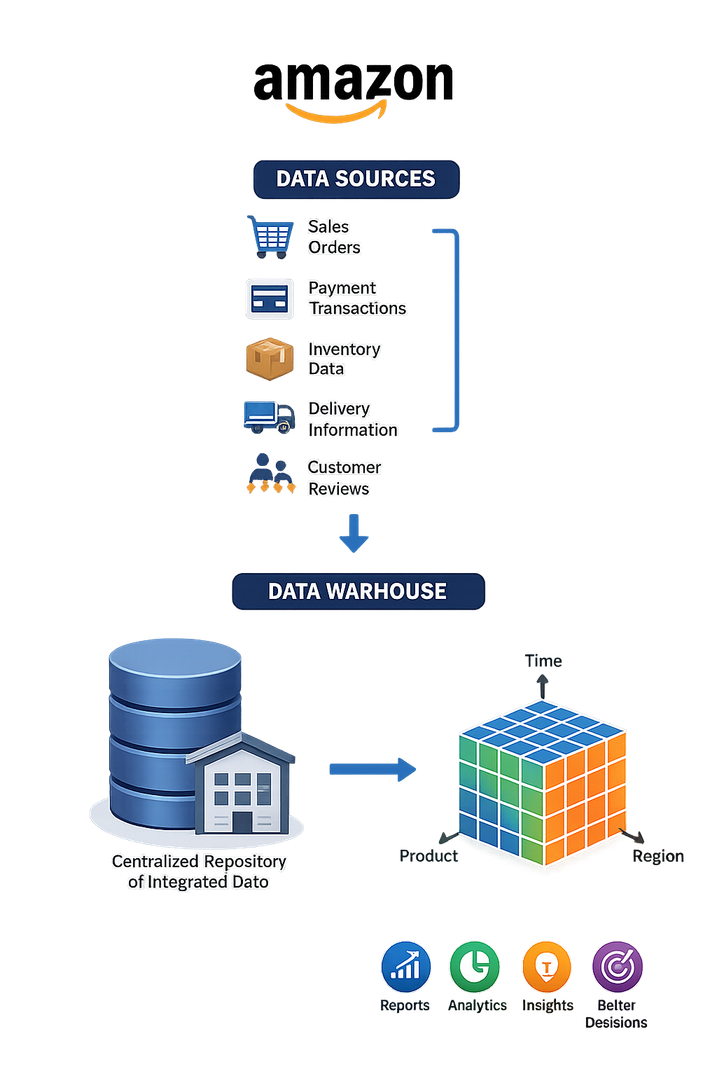 amazon
DATA SOURCES
Sales
Orders
Payment
Transactions
Inventory
Data
Delivery
Information
Customer
Reviews
DATA WARHOUSE
Time
Product
Region
Centralized Repository
of Integrated Dato
Reports
Analytics
Insights
Belter
Desisions